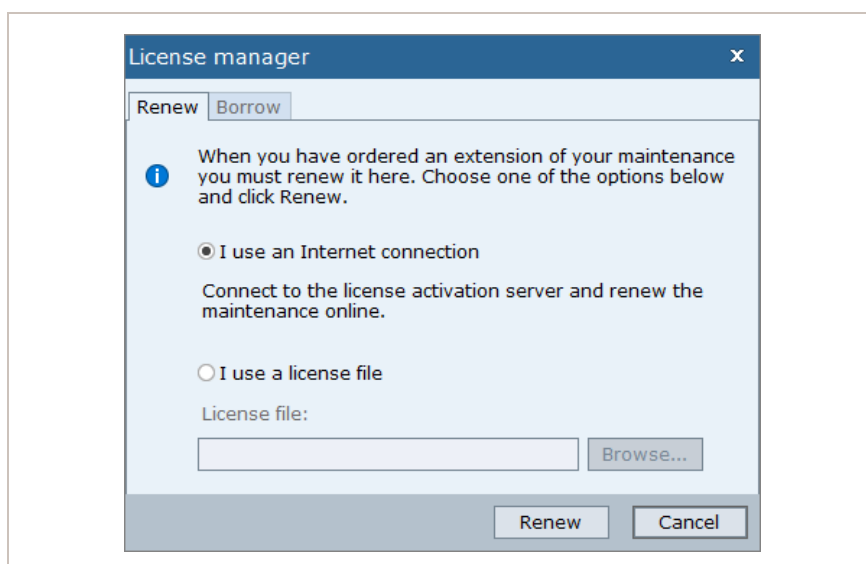 License manager
x
Renew Borrow
When you have ordered an extension of your maintenance
you must renew it here. Choose one of the options below
and click Renew.
I use an Internet connection
Connect to the license activation server and renew the
maintenance online.
I use a license file
License file:
Browse...
Renew Cancel